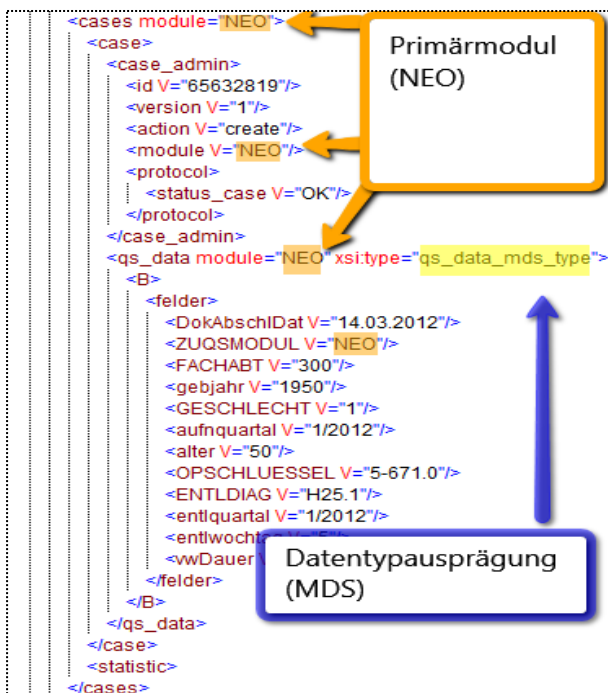 <cases module="NEO">
<case>
<case_admin>
<id V="65632819"/>
<version V="1"/>
<action V="create"/>
<module V="NEO"/>
<protocol>
<status_case V="OK"/>
</protocol>
</case_admin>
<qs_data module="NEO" xsi:type="qs_data_mds_type">
<B>
<felder>
<DokAbschlDat V="14.03.2012"/>
<ZUQSMODUL V="NEO"/>
<FACHABT V="300"/>
<gebjahr V="1950"/>
<GESCHLECHT V="1"/>
<aufnquartal V="1/2012"/>
<alter V="50"/>
<OPSCHLUESSEL V="5-671.0"/>
<ENTLDIAG V="H25.1"/>
<entlquartal V="1/2012"/>
<entlwochtag V="5"/>
<vwDauer
</felder>
</B>
</qs_data>
</case>
<statistic>
</cases>
Primärmodul
(NEO)
Datentypausprägung
(MDS)